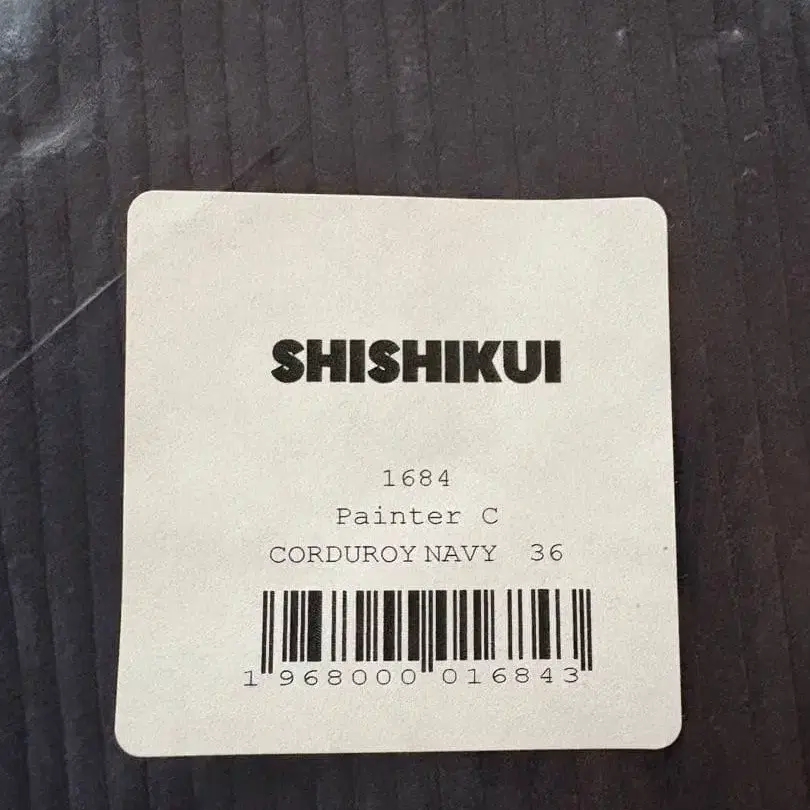 SHISHIKUI
1684
Painter C
CORDUROY NAVY 36
1 968000 016843